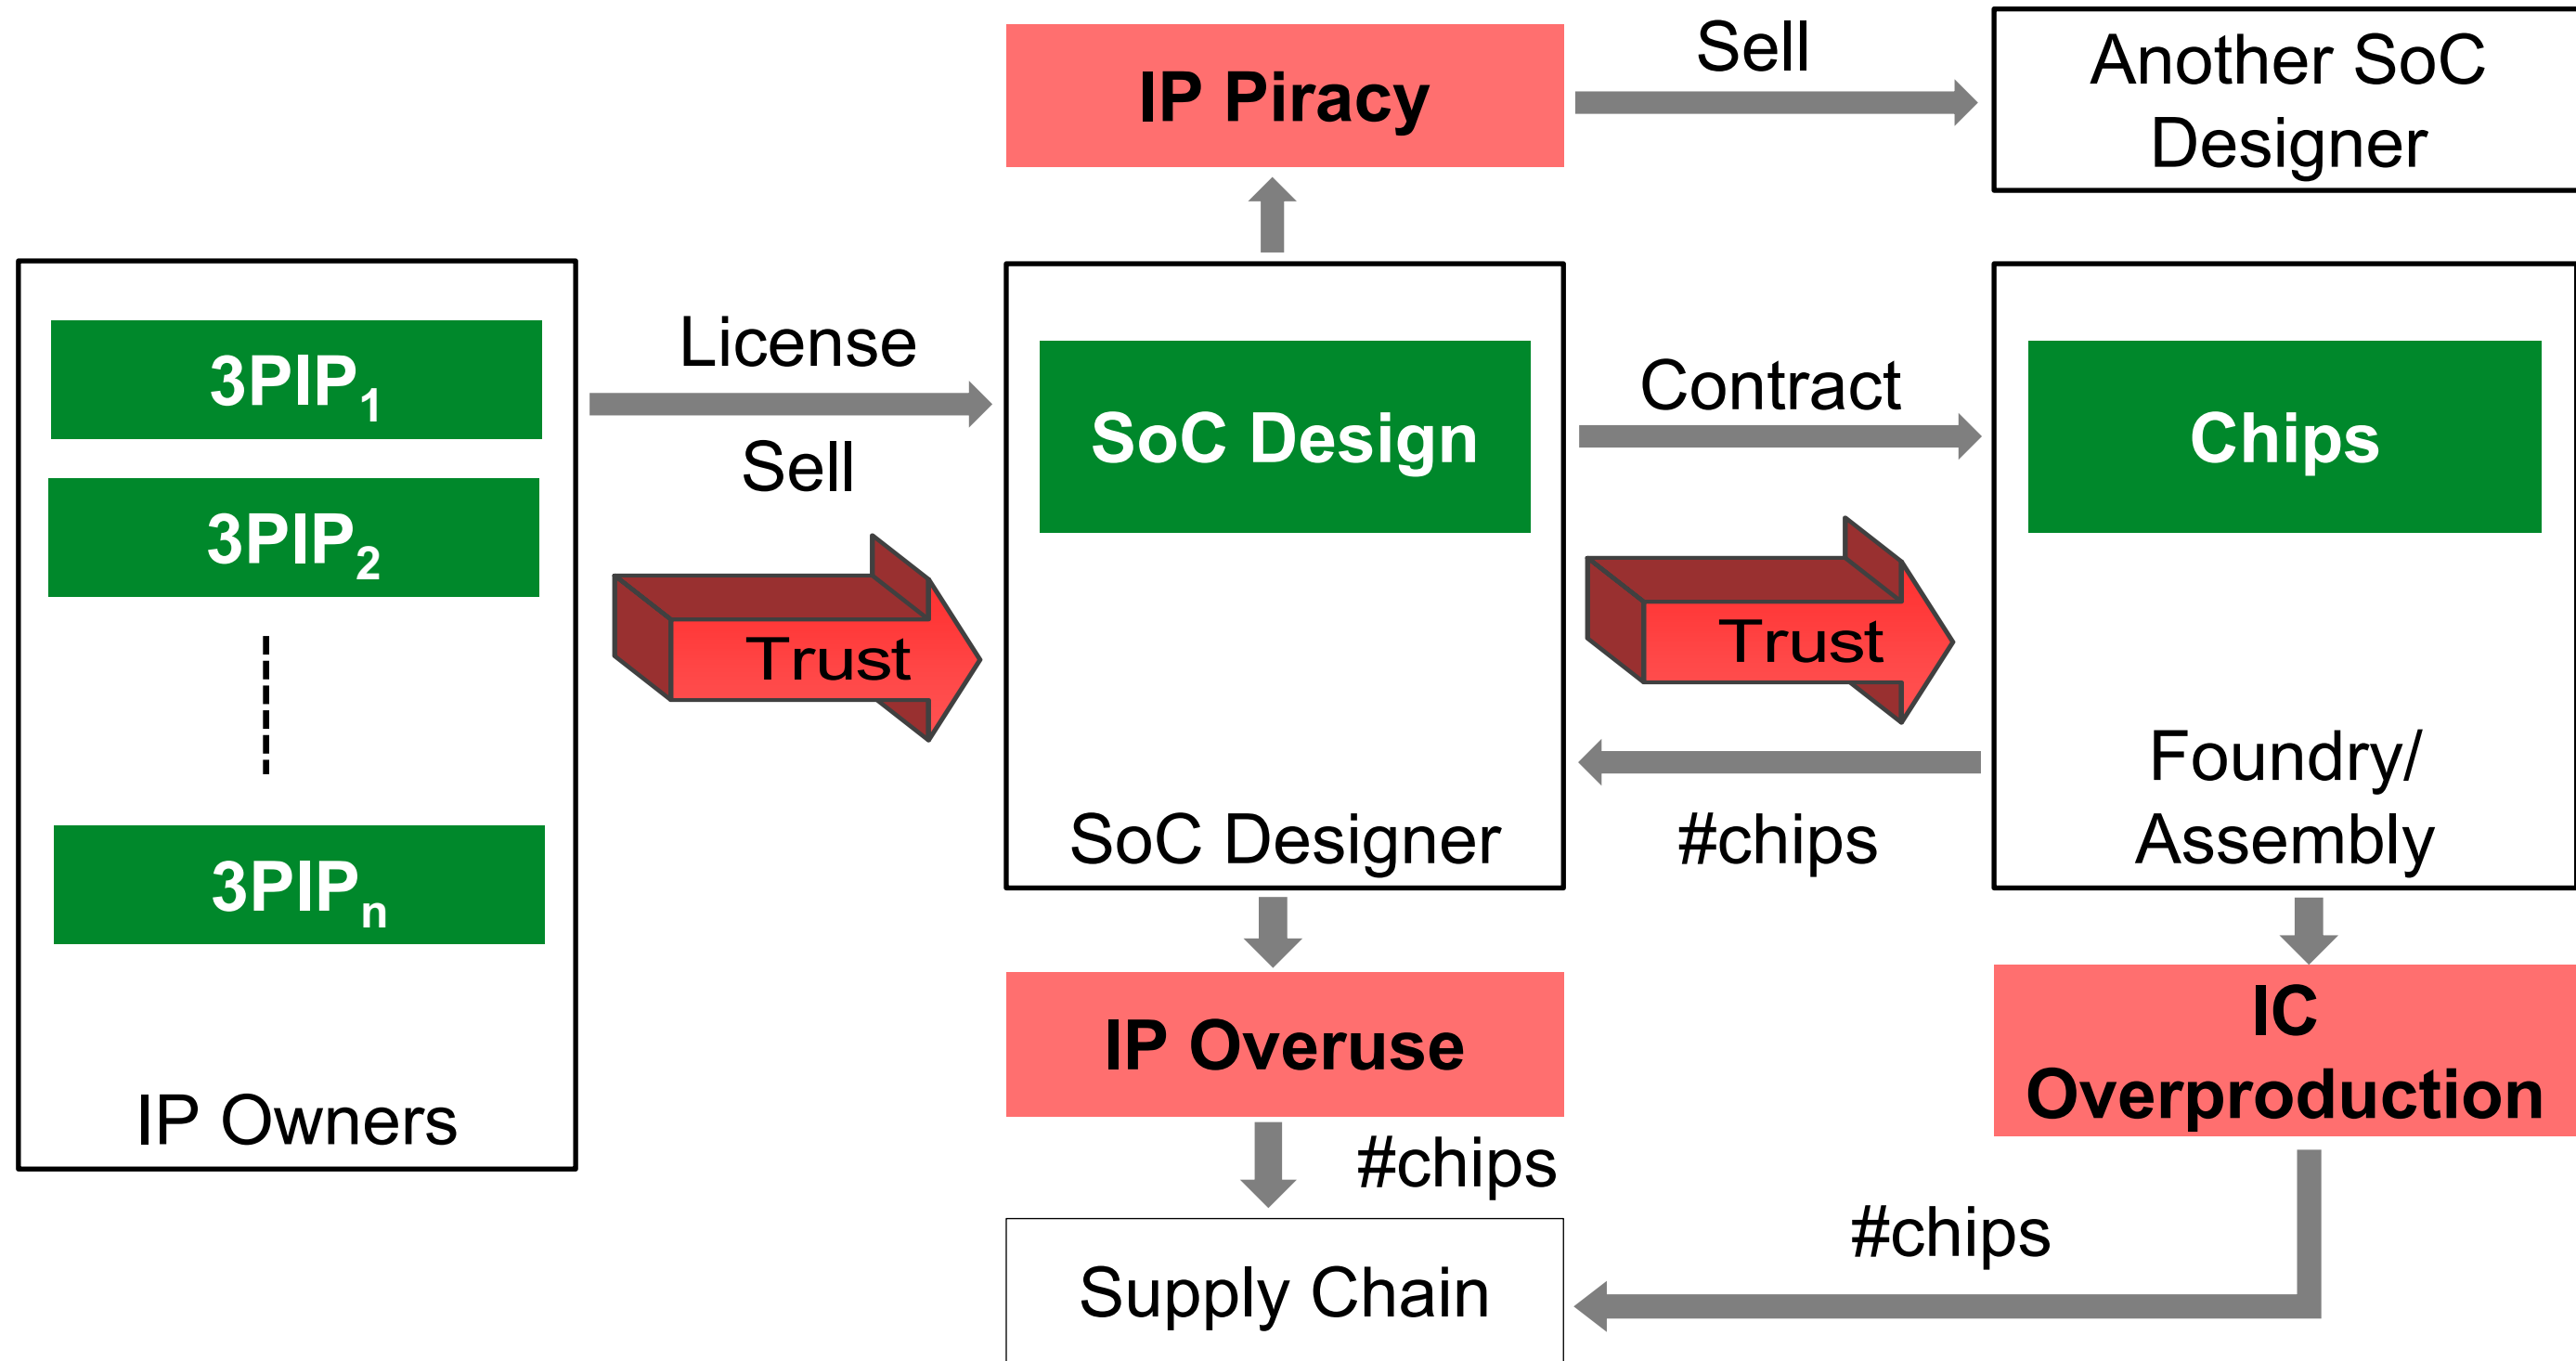 IP Piracy
Sell
Another SoC
Designer
3PIP1
3PIP2
3PIPn
IP Owners
License
Sell
Trust
SoC Design
SoC Designer
Contract
Trust
#chips
Chips
Foundry/
Assembly
IP Overuse
#chips
Supply Chain
IC
Overproduction
#chips